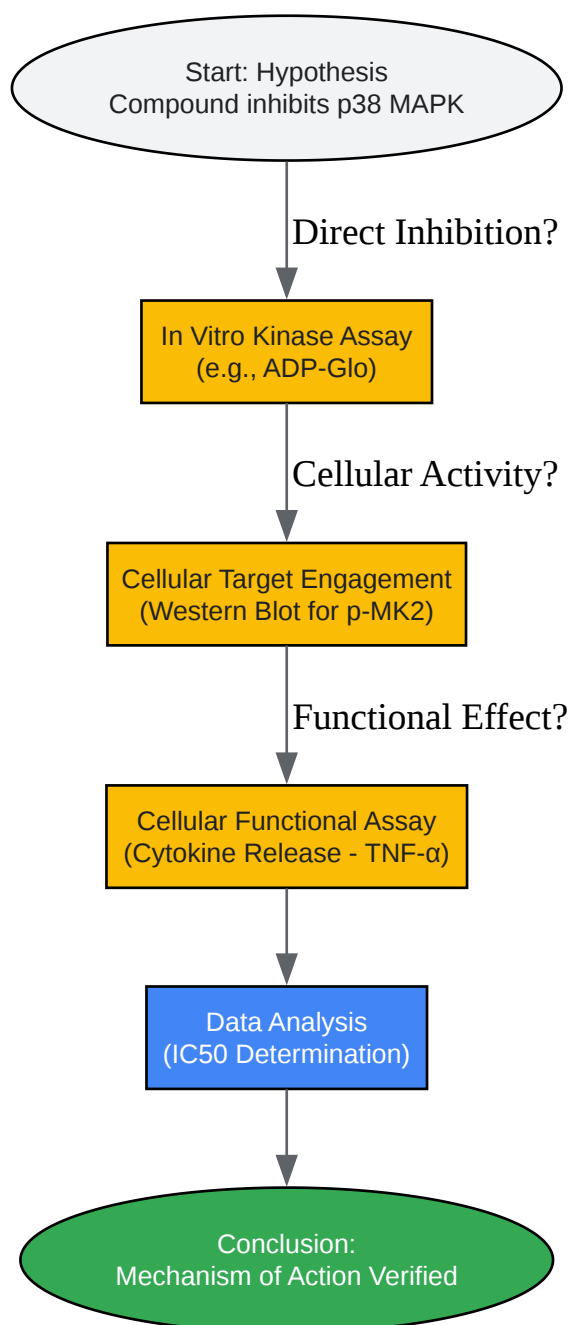 Start: Hypothesis
Compound inhibits p38 MAPK
Direct Inhibition?
In Vitro Kinase Assay
(e.g., ADP-Glo)
Cellular Activity?
Cellular Target Engagement
(Western Blot for p-MK2)
Functional Effect?
Cellular Functional Assay
(Cytokine Release - TNF-α)
Data Analysis
(IC50 Determination)
Conclusion:
Mechanism of Action Verified